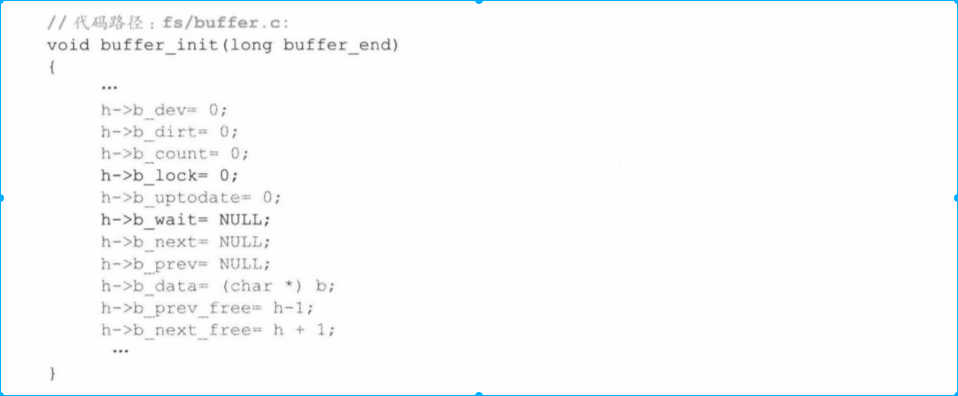 // 代码路径：fs/buffer.c:
void buffer_init(long buffer_end)
{
…
h->b_dev= 0;
h->b_dirt= 0;
h->b_count= 0;
h->b_lock= 0;
h->b_uptodate= 0;
h->b_wait= NULL;
h->b_next= NULL;
h->b_prev= NULL;
h->b_data= (char *) b;
h->b_prev_free= h-1;
h->b_next_free= h + 1;
…
}